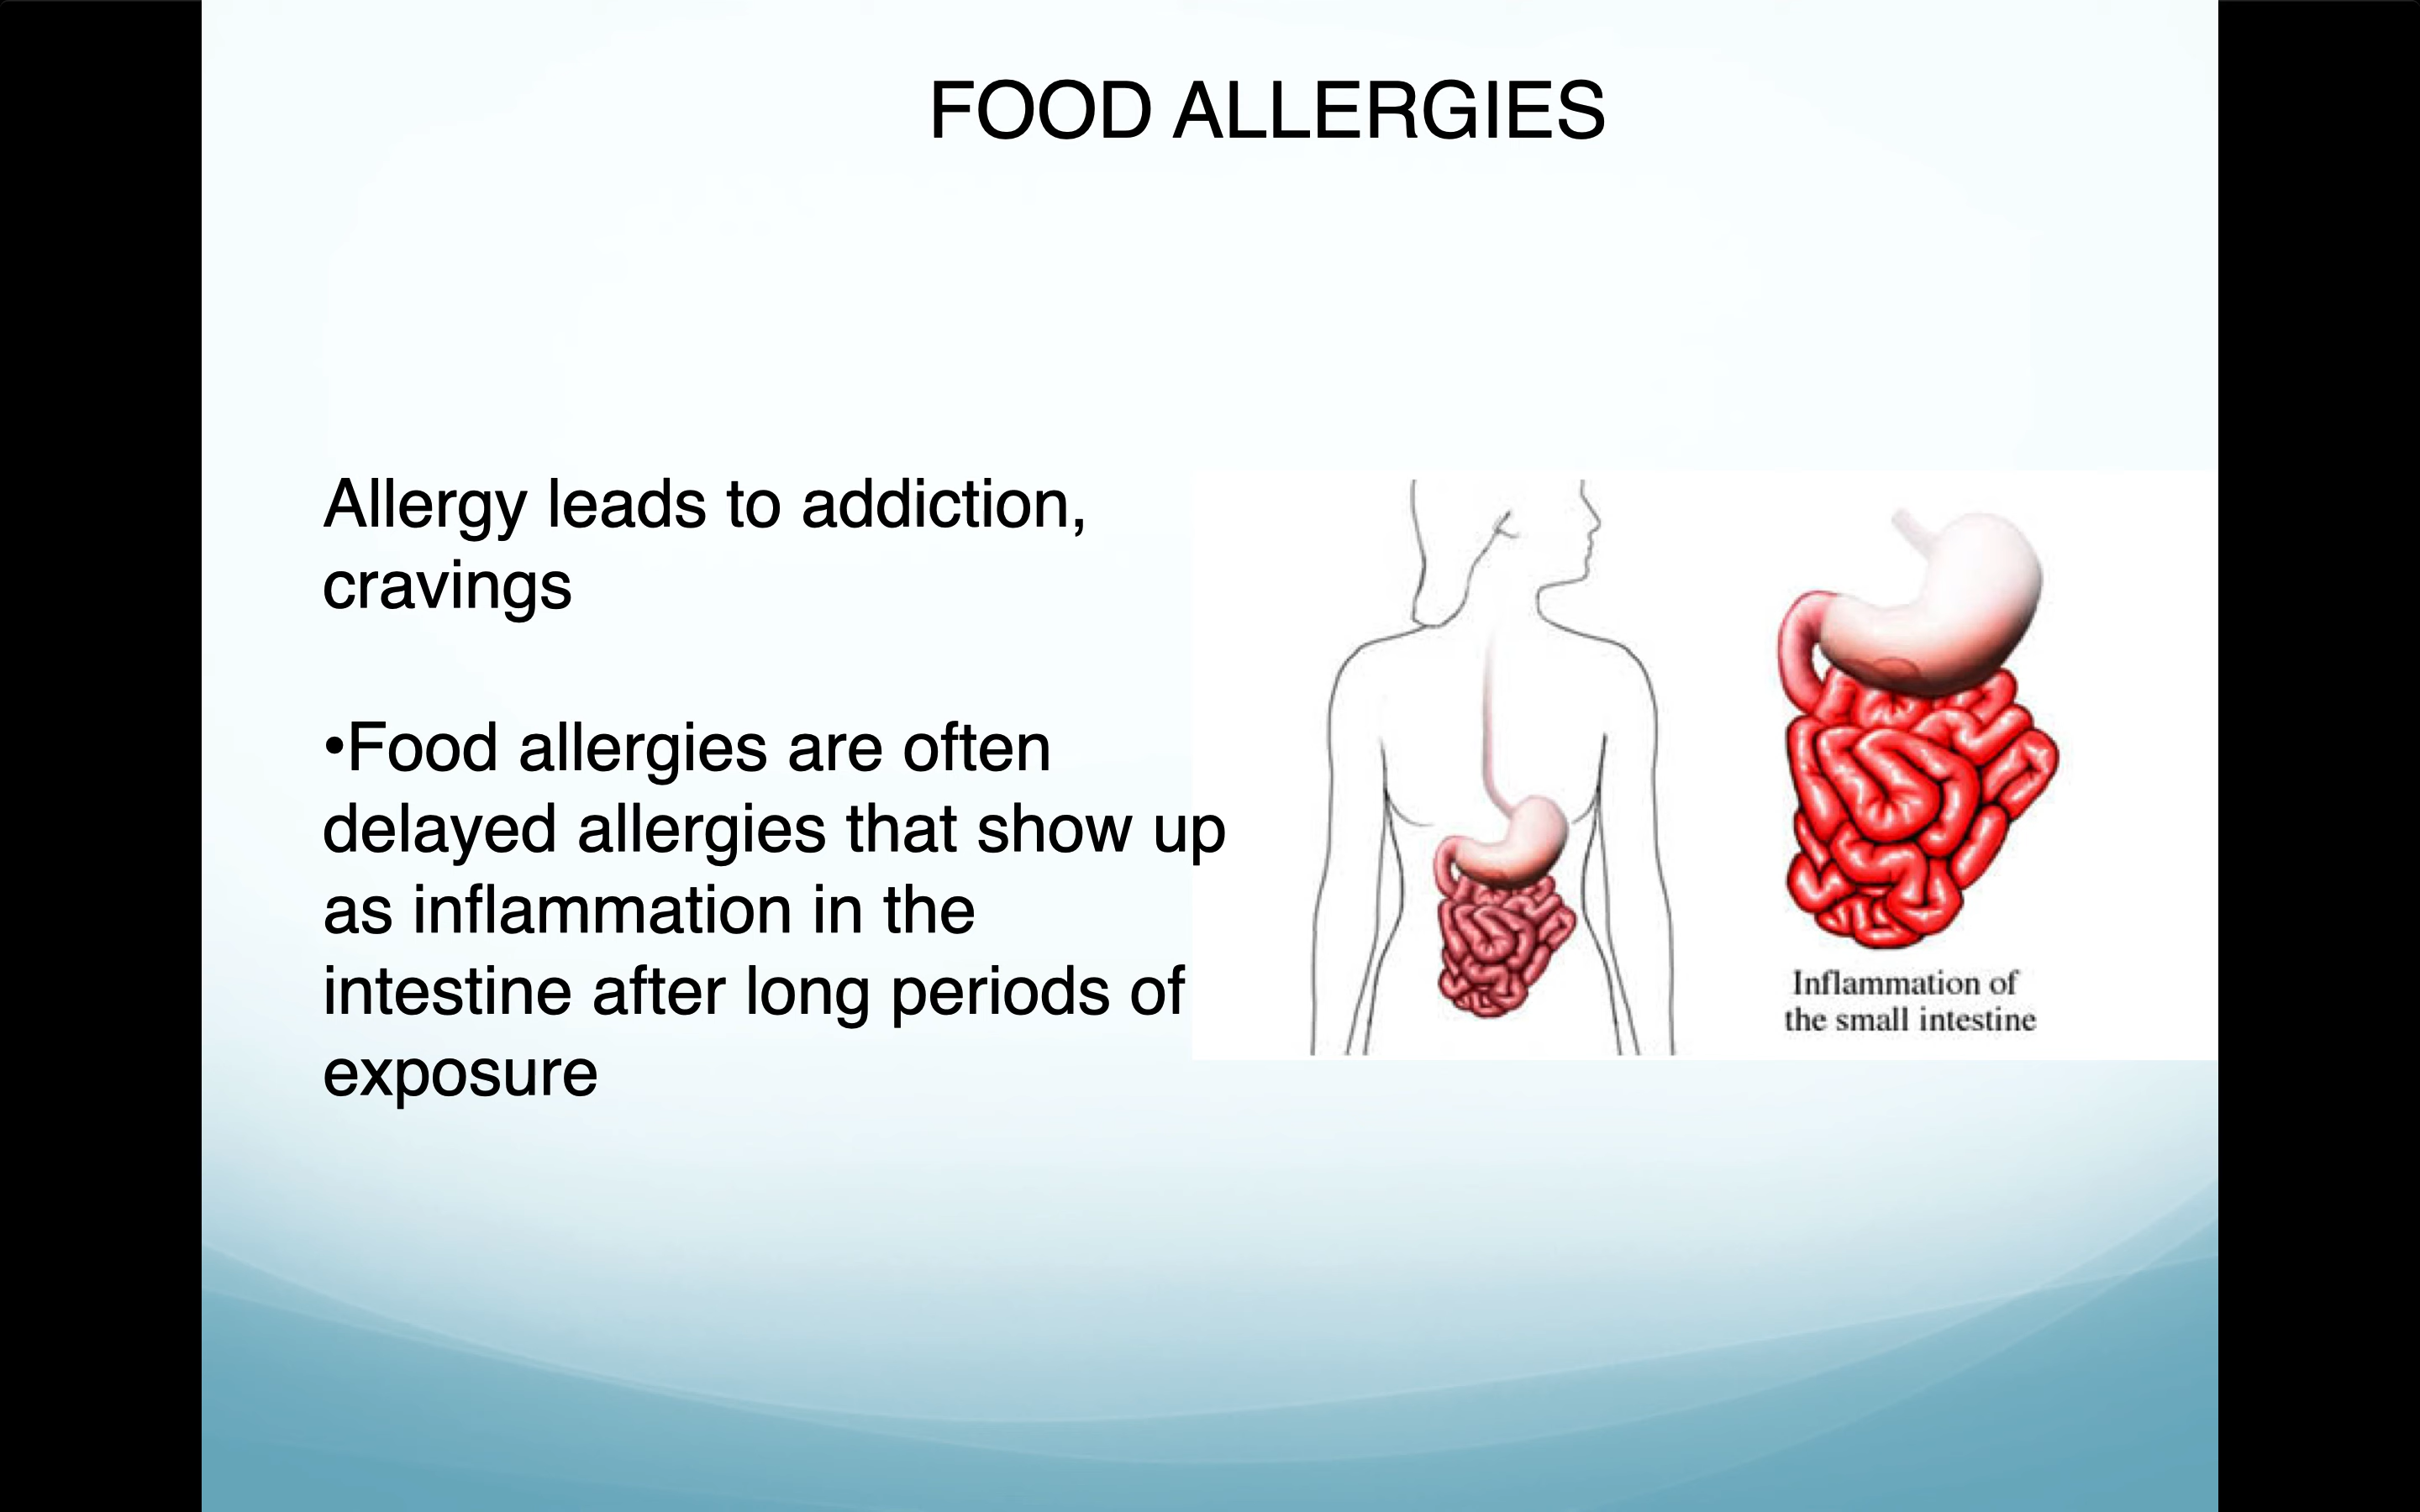 FOOD ALLERGIES
Allergy leads to addiction,
cravings
•Food allergies are often
delayed allergies that show up
as inflammation in the
intestine after long periods of
exposure
Inflammation of
the small intestine